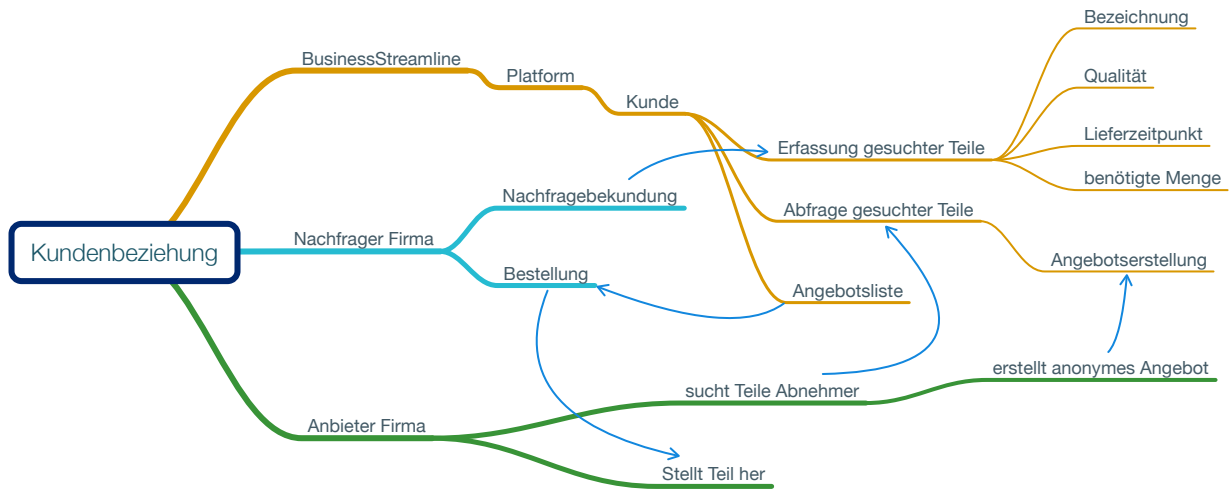 Kundenbeziehung
BusinessStreamline
Platform
Kunde
Erfassung gesuchter Teile
Bezeichnung
Qualität
Lieferzeitpunkt
benötigte Menge
Abfrage gesuchter Teile
Angebotserstellung
Angebotsliste
Nachfrager Firma
Nachfragebekundung
Bestellung
Anbieter Firma
sucht Teile Abnehmer
erstellt anonymes Angebot
Stellt Teil her